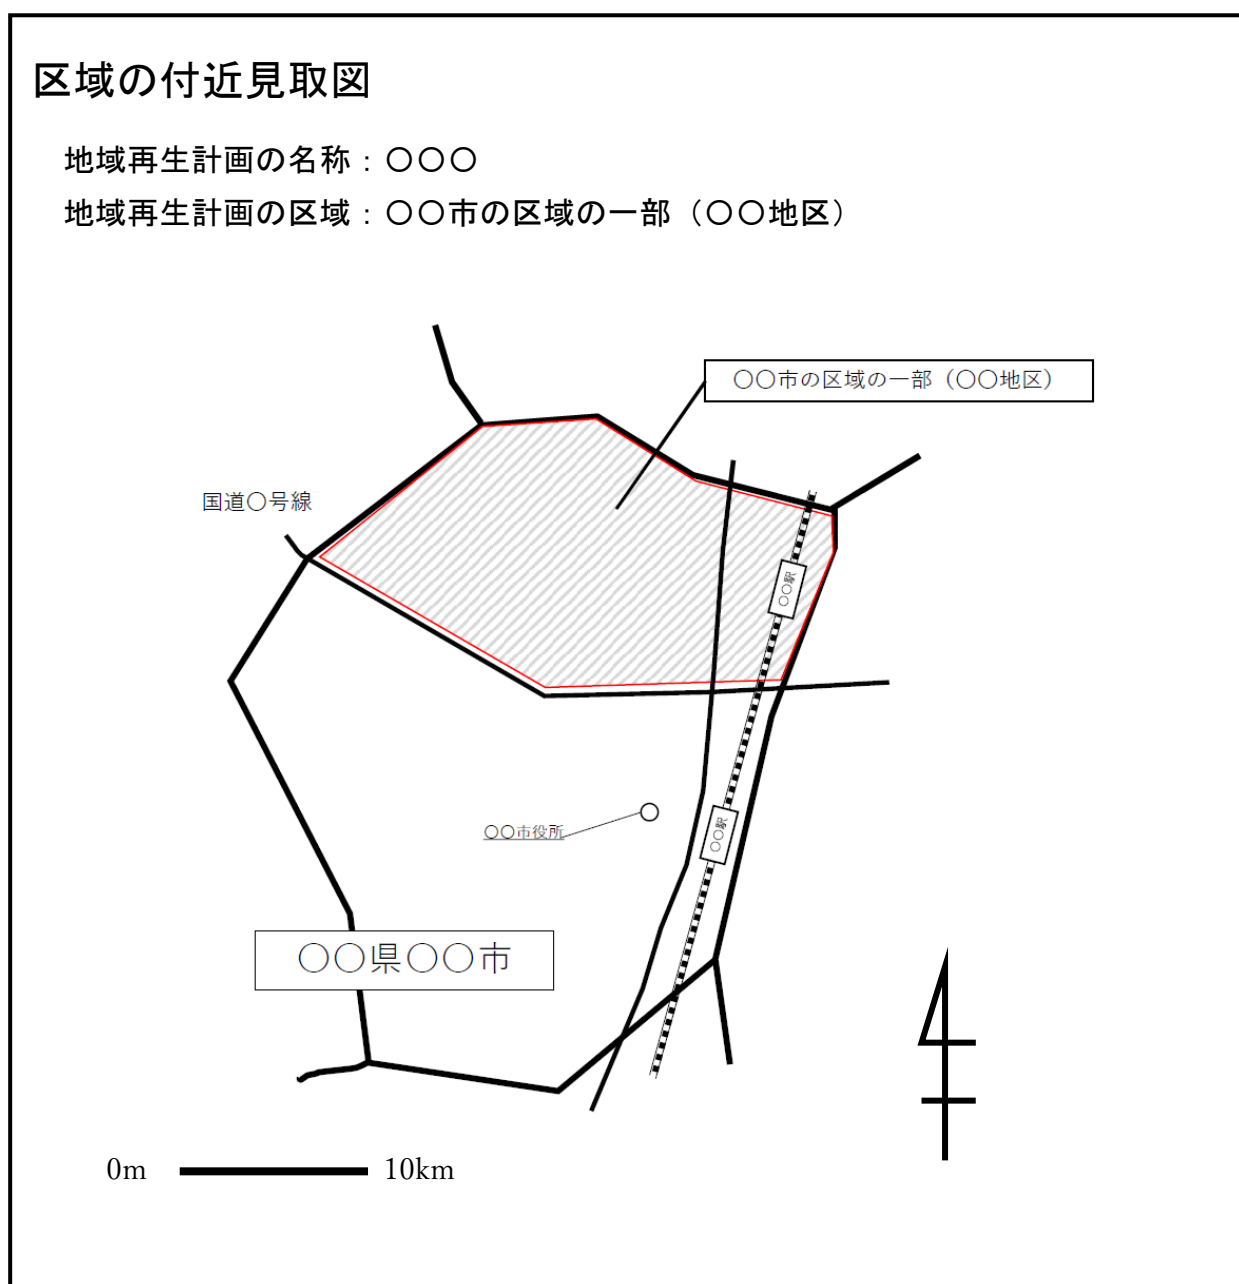 区域の付近見取図
地域再生計画の名称：〇〇〇
地域再生計画の区域：〇〇市の区域の一部（〇〇地区）
〇〇市の区域の一部（〇〇地区）
国道〇号線
〇〇駅
〇〇市役所
〇〇駅
〇〇県〇〇市
0m
10km